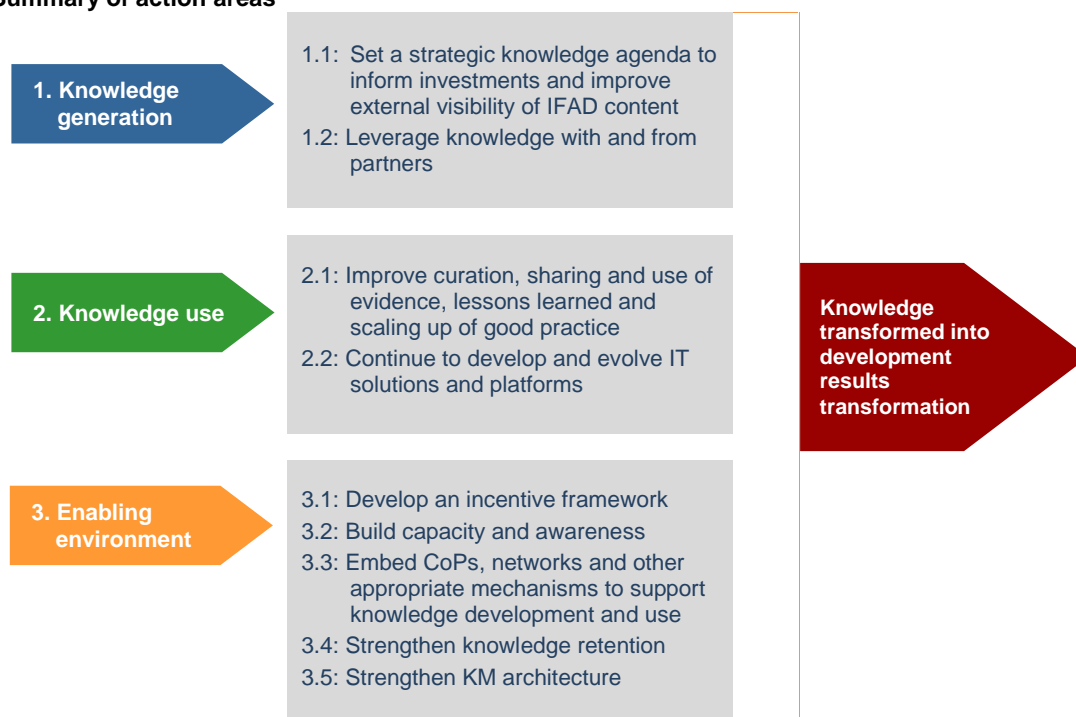 Summary of action areas
1. Knowledge
generation
1.1: Set a strategic knowledge agenda to
inform investments and improve
external visibility of IFAD content
1.2: Leverage knowledge with and from
partners
2. Knowledge use
2.1: Improve curation, sharing and use of
evidence, lessons learned and
scaling up of good practice
2.2: Continue to develop and evolve IT
solutions and platforms
3. Enabling
environment
3.1: Develop an incentive framework
3.2: Build capacity and awareness
3.3: Embed CoPs, networks and other
appropriate mechanisms to support
knowledge development and use
3.4: Strengthen knowledge retention
3.5: Strengthen KM architecture
Knowledge
transformed into
development
results
transformation